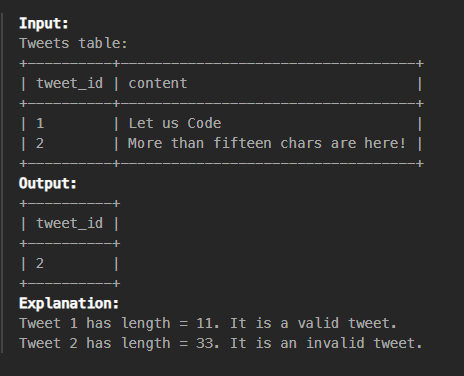 Input:
Tweets table:
+----------+-----------------------------------+
| tweet_id | content                           |
+----------+-----------------------------------+
| 1        | Let us Code                       |
| 2        | More than fifteen chars are here! |
+----------+-----------------------------------+
Output:
+----------+
| tweet_id |
+----------+
| 2        |
+----------+
Explanation:
Tweet 1 has length = 11. It is a valid tweet.
Tweet 2 has length = 33. It is an invalid tweet.